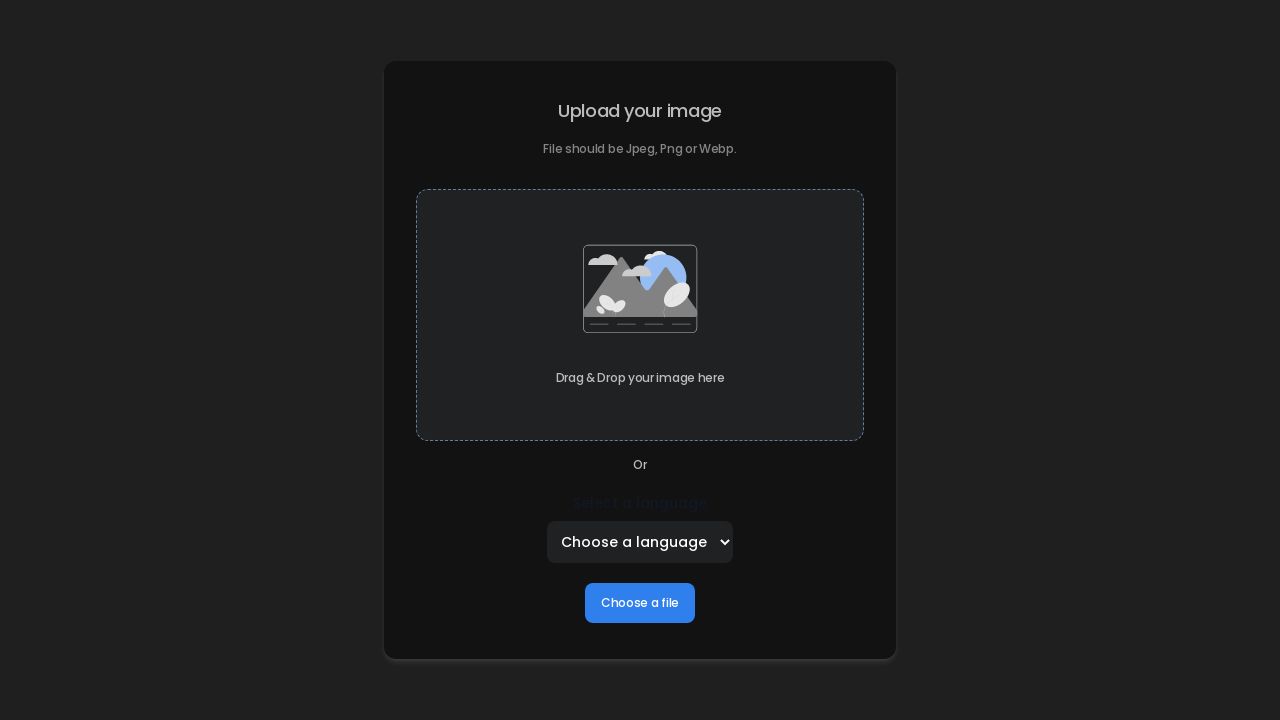 Upload your image
File should be Jpeg, Png or Webp.
Drag & Drop your image here
Or
Select a language
Choose a language
Choose a file